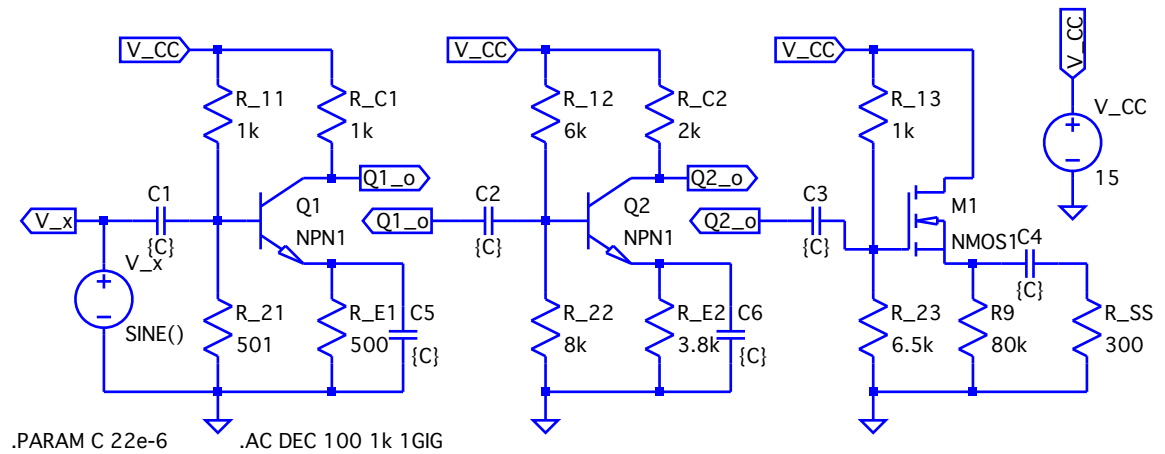 V_CC
R_11
1k
R_C1
1k
Q1_o
V_x
C1
{C}
V_x
SINE()
Q1
NPN1
R_21
501
R_E1
500
C5
{C}
V_CC
R_12
6k
R_C2
2k
Q2_o
Q1_o
C2
{C}
Q2
NPN1
R_22
8k
R_E2
3.8k
C6
{C}
V_CC
R_13
1k
Q2_o
C3
{C}
M1
NMOS1
C4
{C}
R_23
6.5k
R9
80k
R_SS
300
V_CC
V_CC
15
.PARAM C 22e-6
.AC DEC 100 1k 1GIG